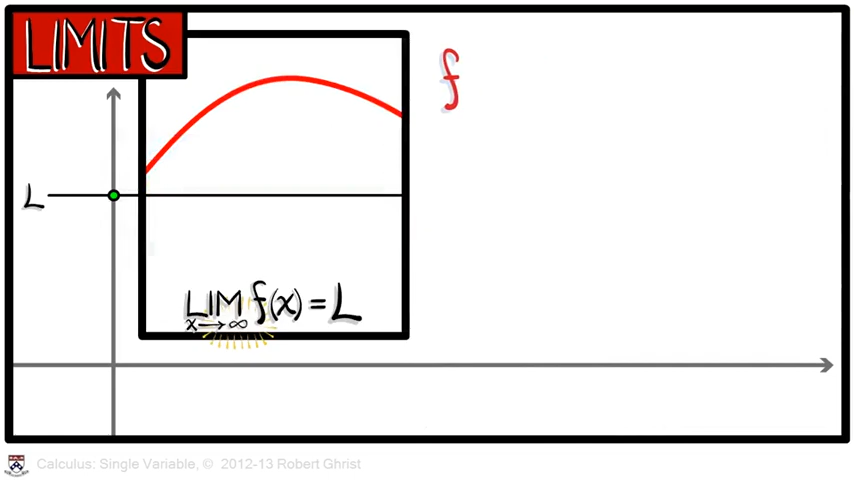 LIMITS
f
L
LIM f(x) = L
x→∞
Calculus: Single Variable, © 2012-13 Robert Ghrist